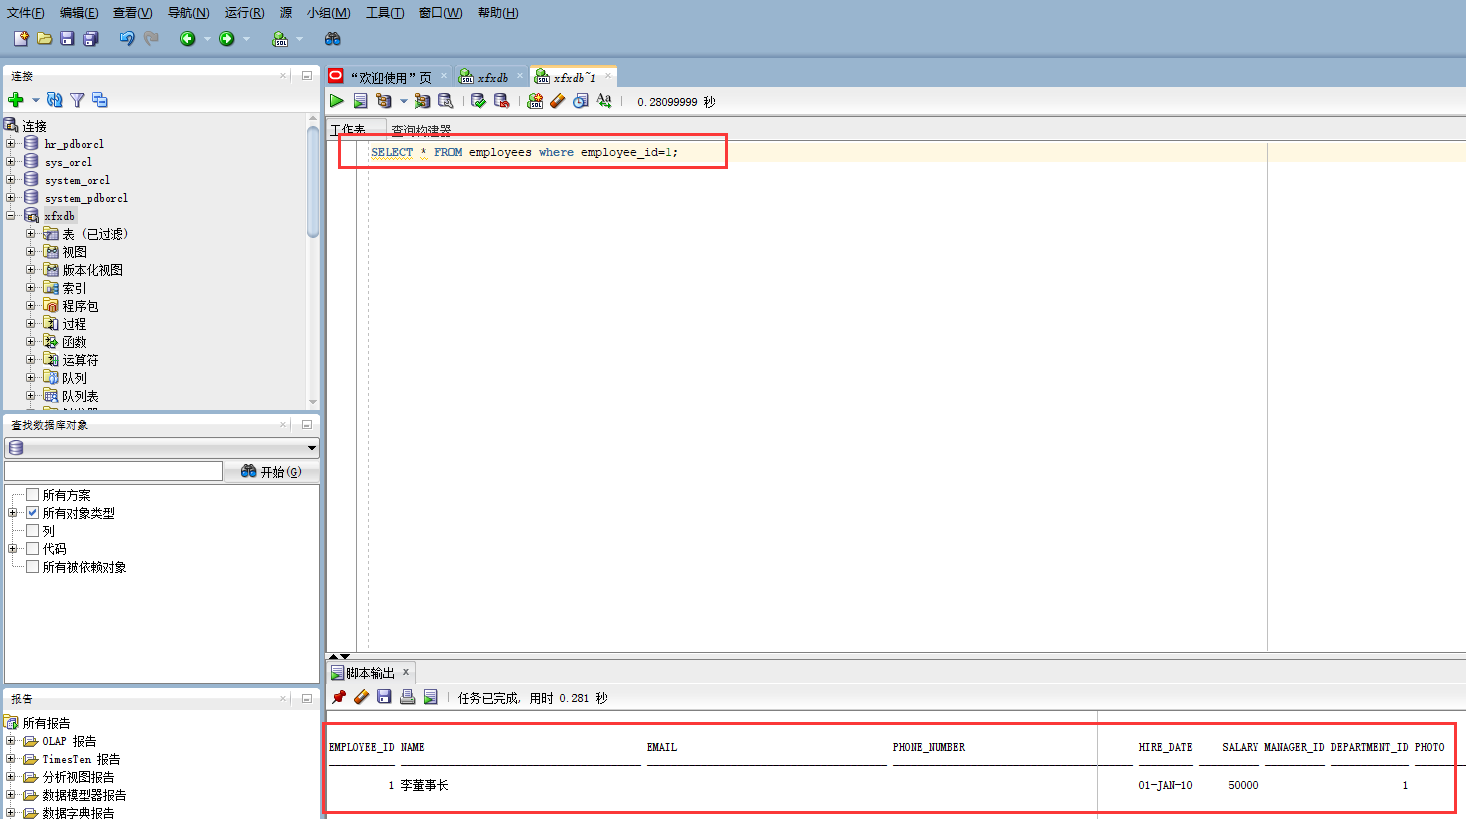 文件(F) 编辑(E) 查看(V) 导航(N) 运行(R) 源 小组(M) 工具(T) 窗口(W) 帮助(H)
连接
连接
hr_pdborcl
sys_orcl
system_orcl
system_pdborcl
xfxdb
表 (已过滤)
视图
版本化视图
索引
程序包
过程
函数
运算符
队列
队列表
查找数据库对象
开始(G)
所有方案
所有对象类型
列
代码
所有被依赖对象
报告
所有报告
OLAP 报告
TimesTen 报告
分析视图报告
数据模型器报告
数据字典报告
“欢迎使用”页 xfxdb xfxdb~1
0.28099999 秒
工作表 查询构建器
SELECT * FROM employees where employee_id=1;
脚本输出
任务已完成, 用时 0.281 秒
EMPLOYEE_ID NAME EMAIL PHONE_NUMBER HIRE_DATE SALARY MANAGER_ID DEPARTMENT_ID PHOTO
1 李董事长 01-JAN-10 50000 1